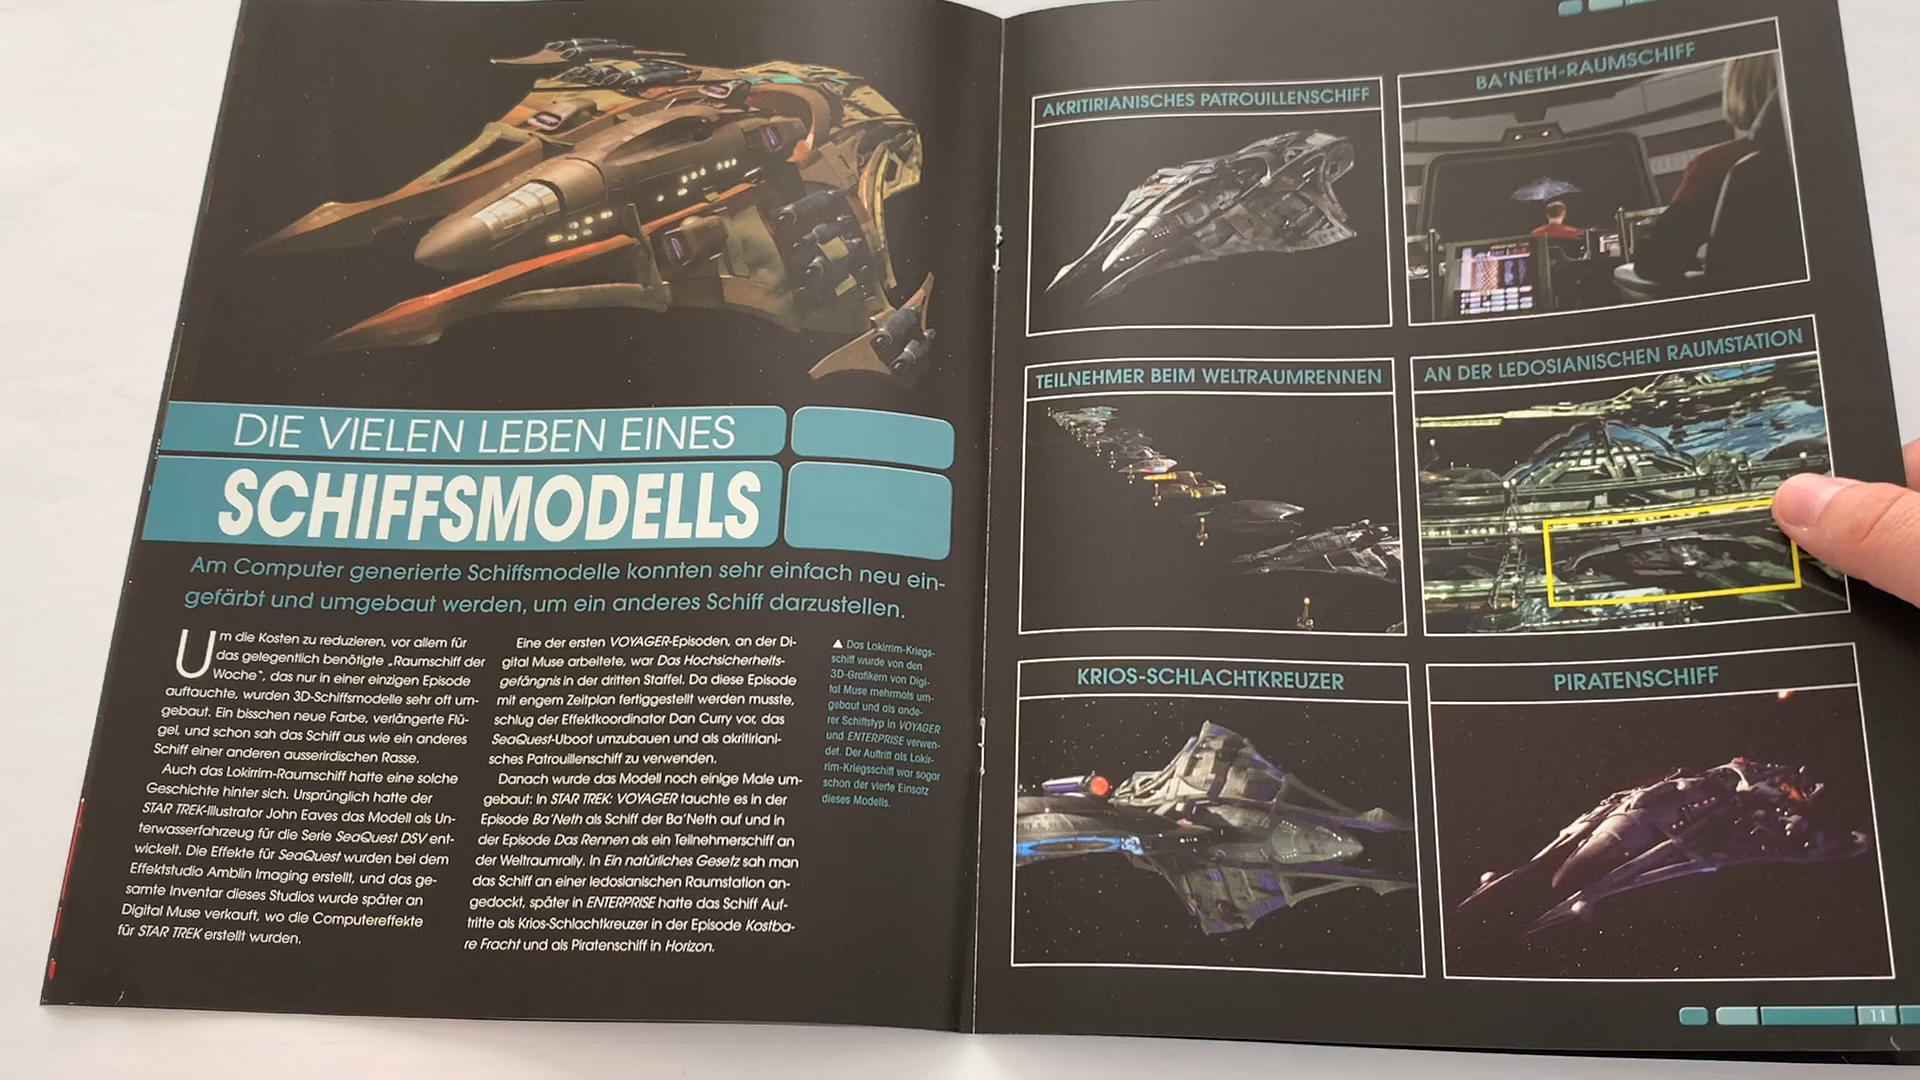 DIE VIELEN LEBEN EINES
SCHIFFSMODELLS
Am Computer generierte Schiffsmodelle konnten sehr einfach neu ein-
gefärbt und umgebaut werden, um ein anderes Schiff darzustellen.
Um die Kosten zu reduzieren, vor allem für
das gelegentlich benötigte „Raumschiff der
Woche“, das nur in einer einzigen Episode
auftauchte, wurden 3D-Schiffsmodelle sehr oft um-
gebaut. Ein bisschen neue Farbe, verlängerte Flü-
gel, und schon sah das Schiff aus wie ein anderes
Schiff einer anderen ausserirdischen Rasse.
Auch das Lokirrim-Raumschiff hatte eine solche
Geschichte hinter sich. Ursprünglich hatte der
STAR TREK-Illustrator John Eaves das Modell als Un-
terwasserfahrzeug für die Serie SeaQuest DSV ent-
wickelt. Die Effekte für SeaQuest wurden bei dem
Effektstudio Amblin Imaging erstellt, und das ge-
samte Inventar dieses Studios wurde später an
Digital Muse verkauft, wo die Computereffekte
für STAR TREK erstellt wurden.
Eine der ersten VOYAGER-Episoden, an der Di-
gital Muse arbeitete, war Das Hochsicherheits-
gefängnis in der dritten Staffel. Da diese Episode
mit engem Zeitplan fertiggestellt werden musste,
schlug der Effektkoordinator Dan Curry vor, das
SeaQuest-Uboot umzubauen und als akritiriani-
sches Patrouillenschiff zu verwenden.
Danach wurde das Modell noch einige Male um-
gebaut: In STAR TREK: VOYAGER tauchte es in der
Episode Ba'Neth als Schiff der Ba'Neth auf und in
der Episode Das Rennen als ein Teilnehmerschiff an
der Weltraumrally. In Ein natürliches Gesetz sah man
das Schiff an einer ledosianischen Raumstation an-
gedockt, später in ENTERPRISE hatte das Schiff Auf-
tritte als Krios-Schlachtkreuzer in der Episode Kostba-
re Fracht und als Piratenschiff in Horizon.
▲ Das Lokirrim-Kriegs-
schiff wurde von den
3D-Grafikern von Digi-
tal Muse mehrmals um-
gebaut und als ande-
rer Schiffstyp in VOYAGER
und ENTERPRISE verwen-
det. Der Auftritt als Lokir-
rim-Kriegsschiff war sogar
schon der vierte Einsatz
dieses Modells.
AKRITIRIANISCHES PATROUILLENSCHIFF
BA'NETH-RAUMSCHIFF
TEILNEHMER BEIM WELTRAUMRENNEN
AN DER LEDOSIANISCHEN RAUMSTATION
KRIOS-SCHLACHTKREUZER
PIRATENSCHIFF
11